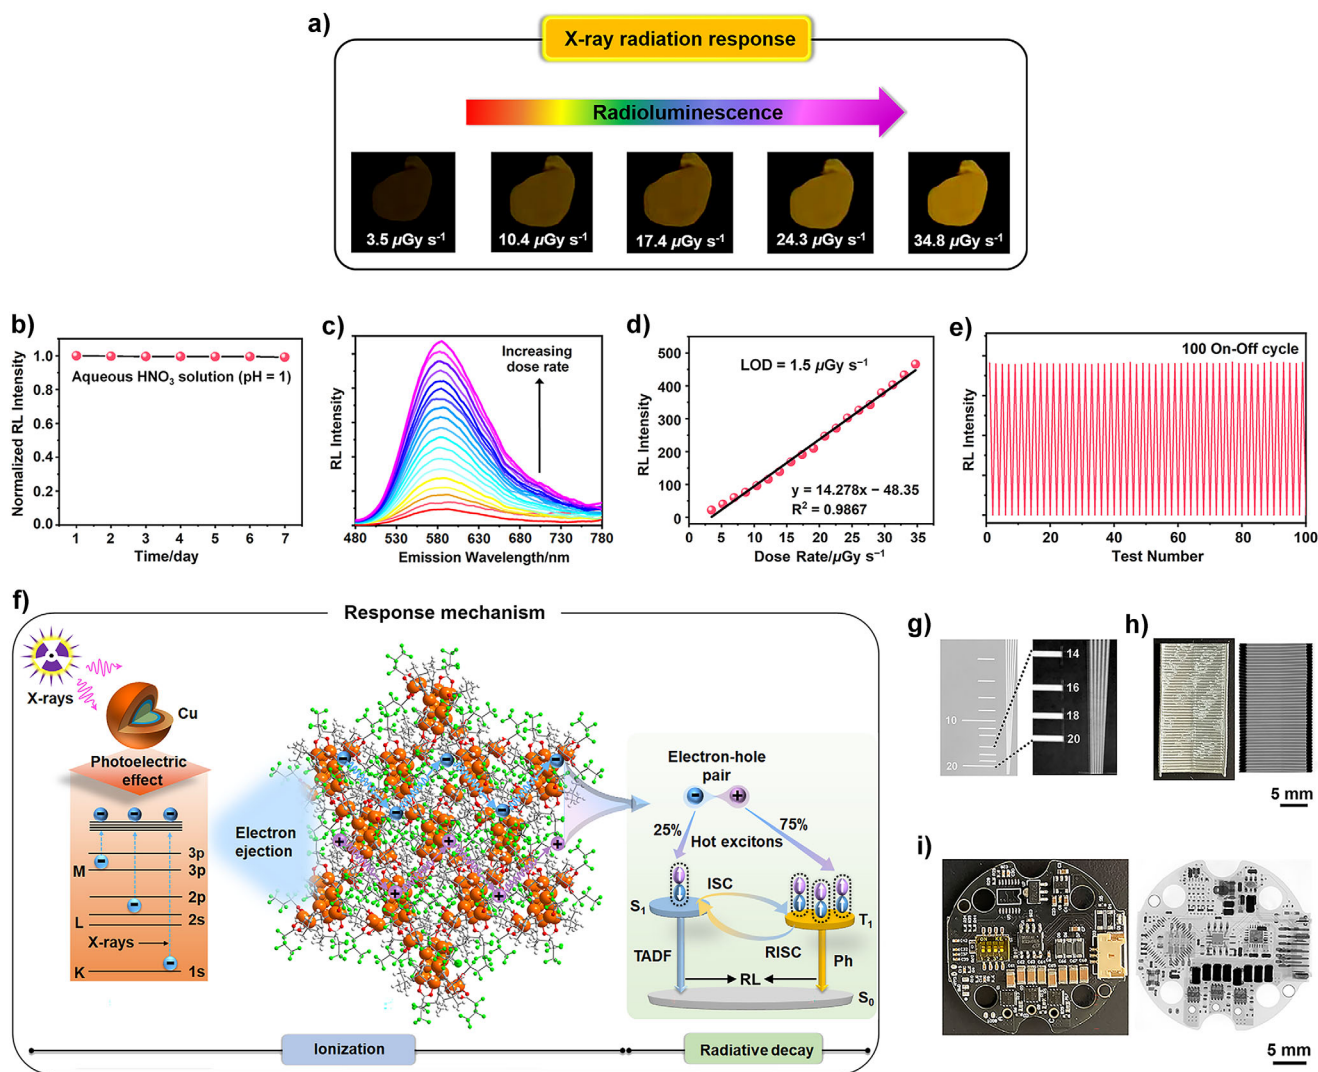 a)
X-ray radiation response
Radioluminescence
3.5 µGy s⁻¹
10.4 µGy s⁻¹
17.4 µGy s⁻¹
24.3 µGy s⁻¹
34.8 µGy s⁻¹
b)
Normalized RL Intensity
1.0
0.8
0.6
0.4
0.2
0.0
Aqueous HNO₃ solution (pH = 1)
1 2 3 4 5 6 7
Time/day
c)
RL Intensity
Increasing
dose rate
480 530 580 630 680 730 780
Emission Wavelength/nm
d)
RL Intensity
500
400
300
200
100
0
LOD = 1.5 µGy s⁻¹
y = 14.278x − 48.35
R² = 0.9867
0 5 10 15 20 25 30 35
Dose Rate/µGy s⁻¹
e)
RL Intensity
100 On-Off cycle
0 20 40 60 80 100
Test Number
f)
Response mechanism
X-rays
Cu
Photoelectric
effect
3p
M
3p
2p
L
2s
X-rays
K
1s
Electron
ejection
Electron-hole
pair
25%
75%
Hot excitons
S₁
ISC
T₁
RISC
TADF
Ph
RL
S₀
Ionization
Radiative decay
g)
10
20
14
16
18
20
h)
5 mm
i)
5 mm